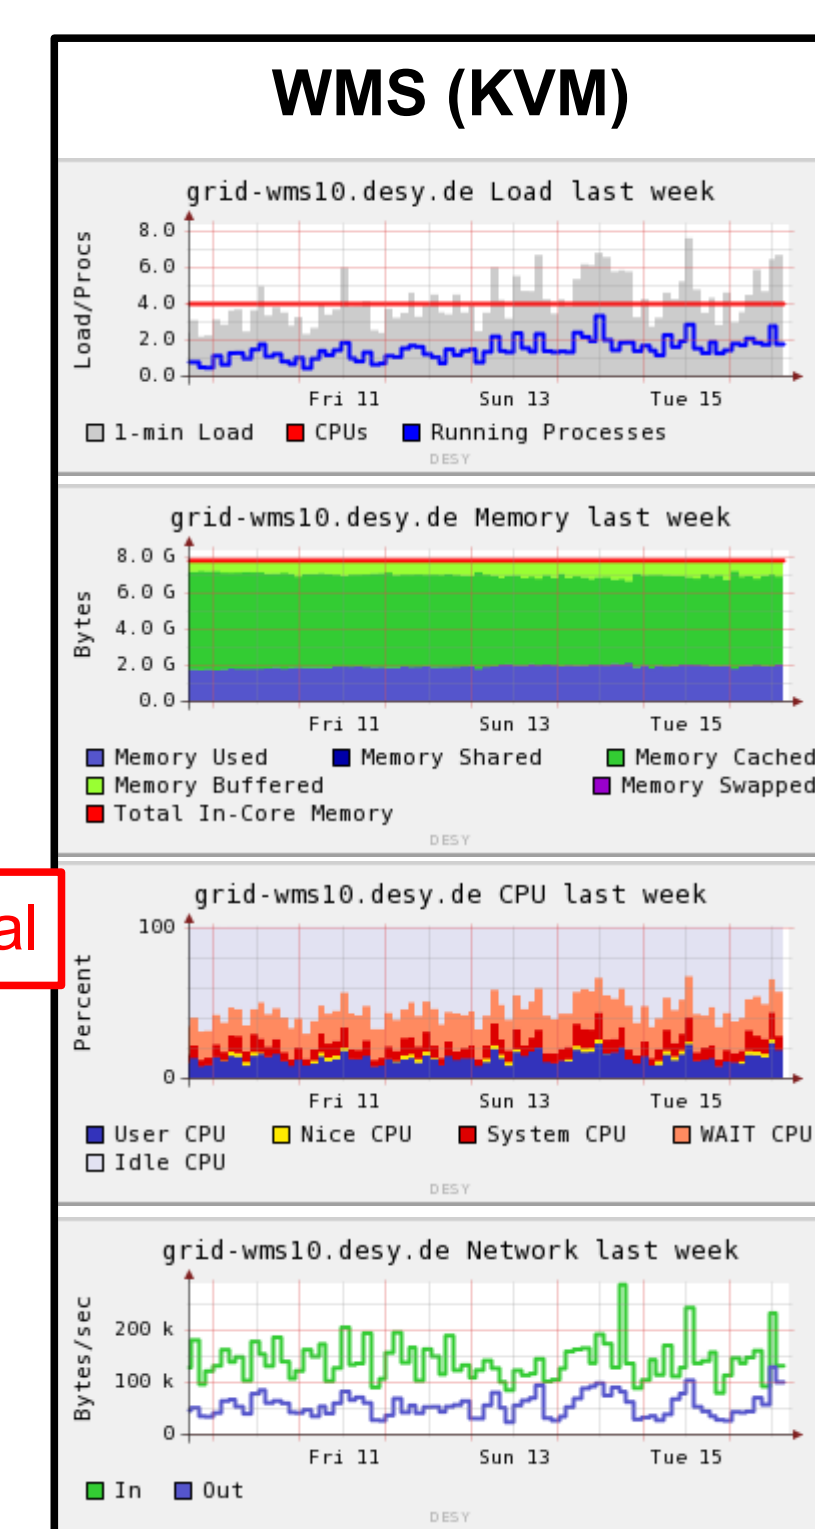 WMS (KVM)
grid-wms10.desy.de Load last week
Load/Procs
8.0
6.0
4.0
2.0
0.0
Fri 11 Sun 13 Tue 15
1-min Load CPUs Running Processes
DESY
grid-wms10.desy.de Memory last week
Bytes
8.0 G
6.0 G
4.0 G
2.0 G
0.0
Fri 11 Sun 13 Tue 15
Memory Used Memory Shared Memory Cached
Memory Buffered Memory Swapped
Total In-Core Memory
DESY
al
grid-wms10.desy.de CPU last week
Percent
100
0
Fri 11 Sun 13 Tue 15
User CPU Nice CPU System CPU WAIT CPU
Idle CPU
DESY
grid-wms10.desy.de Network last week
Bytes/sec
200 k
100 k
0
Fri 11 Sun 13 Tue 15
In Out
DESY